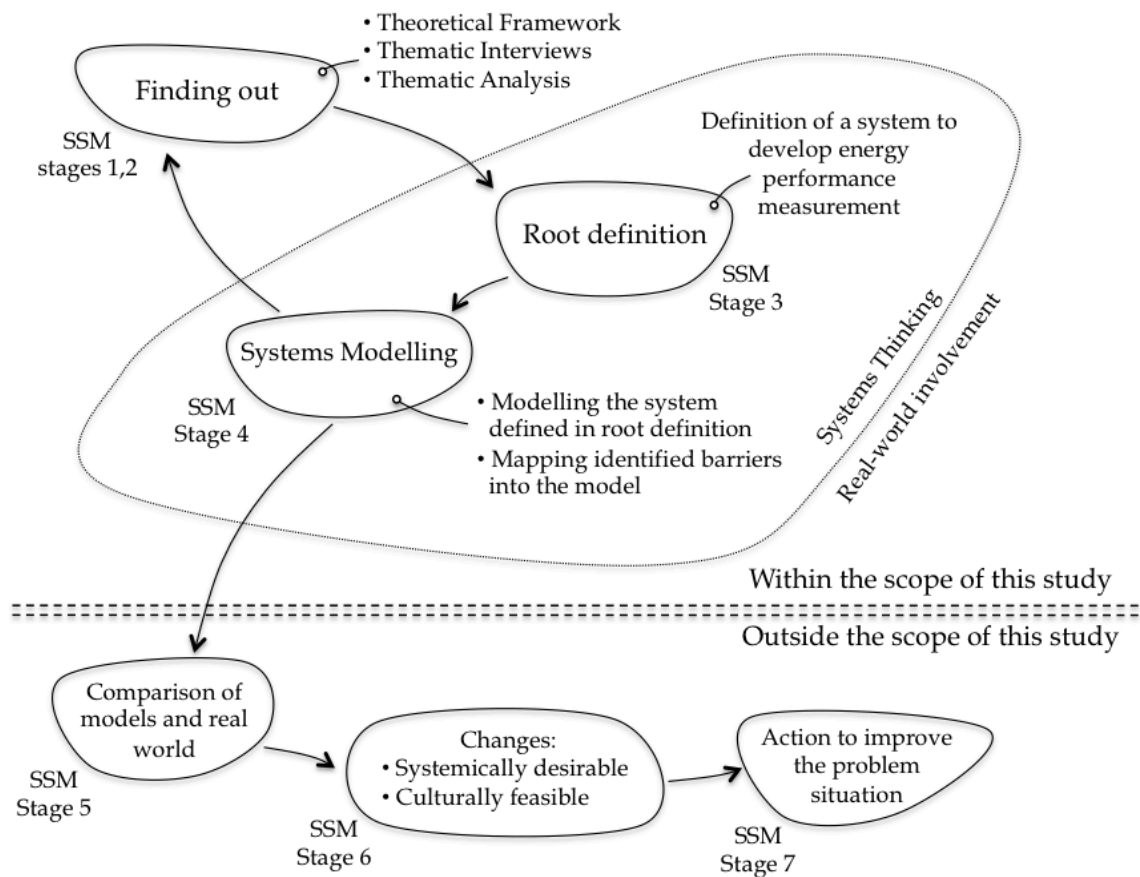 • Theoretical Framework
• Thematic Interviews
• Thematic Analysis
Finding out
SSM
stages 1,2
Definition of a system to
develop energy
performance
measurement
Root definition
SSM
Stage 3
Systems Modelling
SSM
Stage 4
• Modelling the system
defined in root definition
• Mapping identified barriers
into the model
Systems Thinking
Real-world involvement
Within the scope of this study
Outside the scope of this study
Comparison of
models and real
world
SSM
Stage 5
Changes:
• Systemically desirable
• Culturally feasible
SSM
Stage 6
Action to improve
the problem
situation
SSM
Stage 7